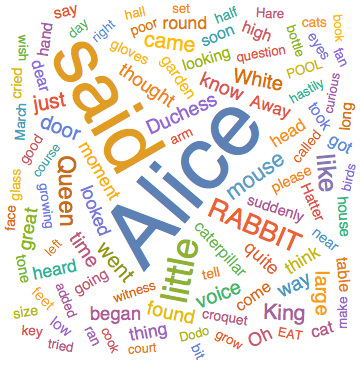 say
hall
set
half
Hare
day
right
poor
round
bottle
cats
book
wish
cried
hand
gloves
came
soon
high
eyes
fan
dear
said
looking
question
POOL
hastily
curious
March
just
thought
garden
know
White
Away
took
got
long
good
door
Duchess
arm
head
called
birds
course
moment
Alice
mouse
please
Hatter
like
house
glass
growing
Queen
looked
RABBIT
suddenly
near
face
great
left
time
went
little
caterpillar
quite
think
table
tone
heard
going
tell
voice
come
way
large
feet
added
witness
found
croquet
King
make
size
low
began
thing
Dodo
grow
Oh
EAT
cat
key
tried
ran
cook
court
bit